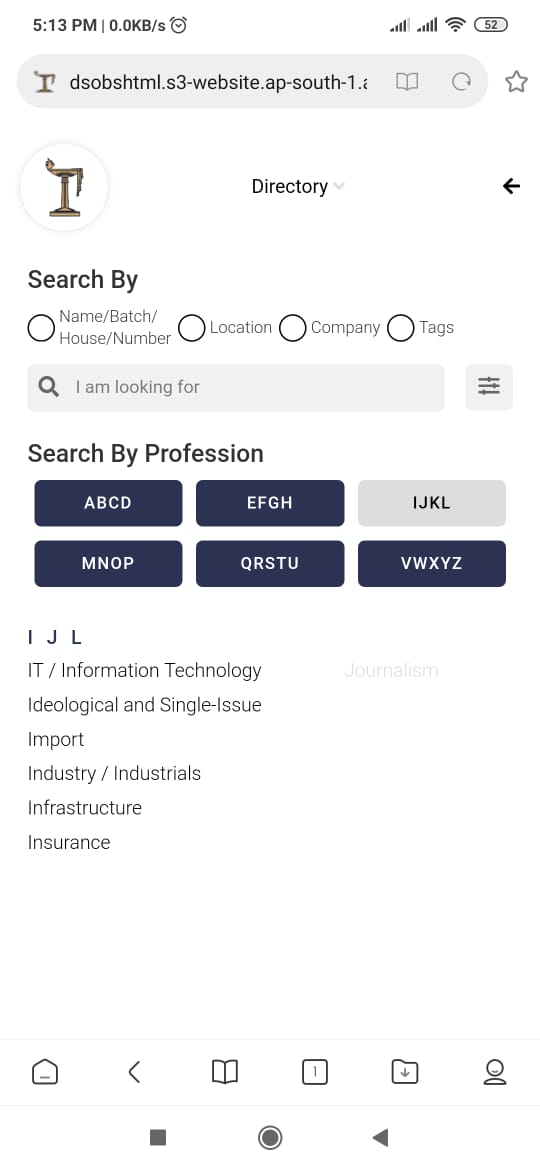 5:13 PM | 0.0KB/s
52
dsobshtml.s3-website.ap-south-1.a
Directory
Search By
Name/Batch/
House/Number
Location
Company
Tags
I am looking for
Search By Profession
ABCD
EFGH
IJKL
MNOP
QRSTU
VWXYZ
I J L
IT / Information Technology
Journalism
Ideological and Single-Issue
Import
Industry / Industrials
Infrastructure
Insurance
1